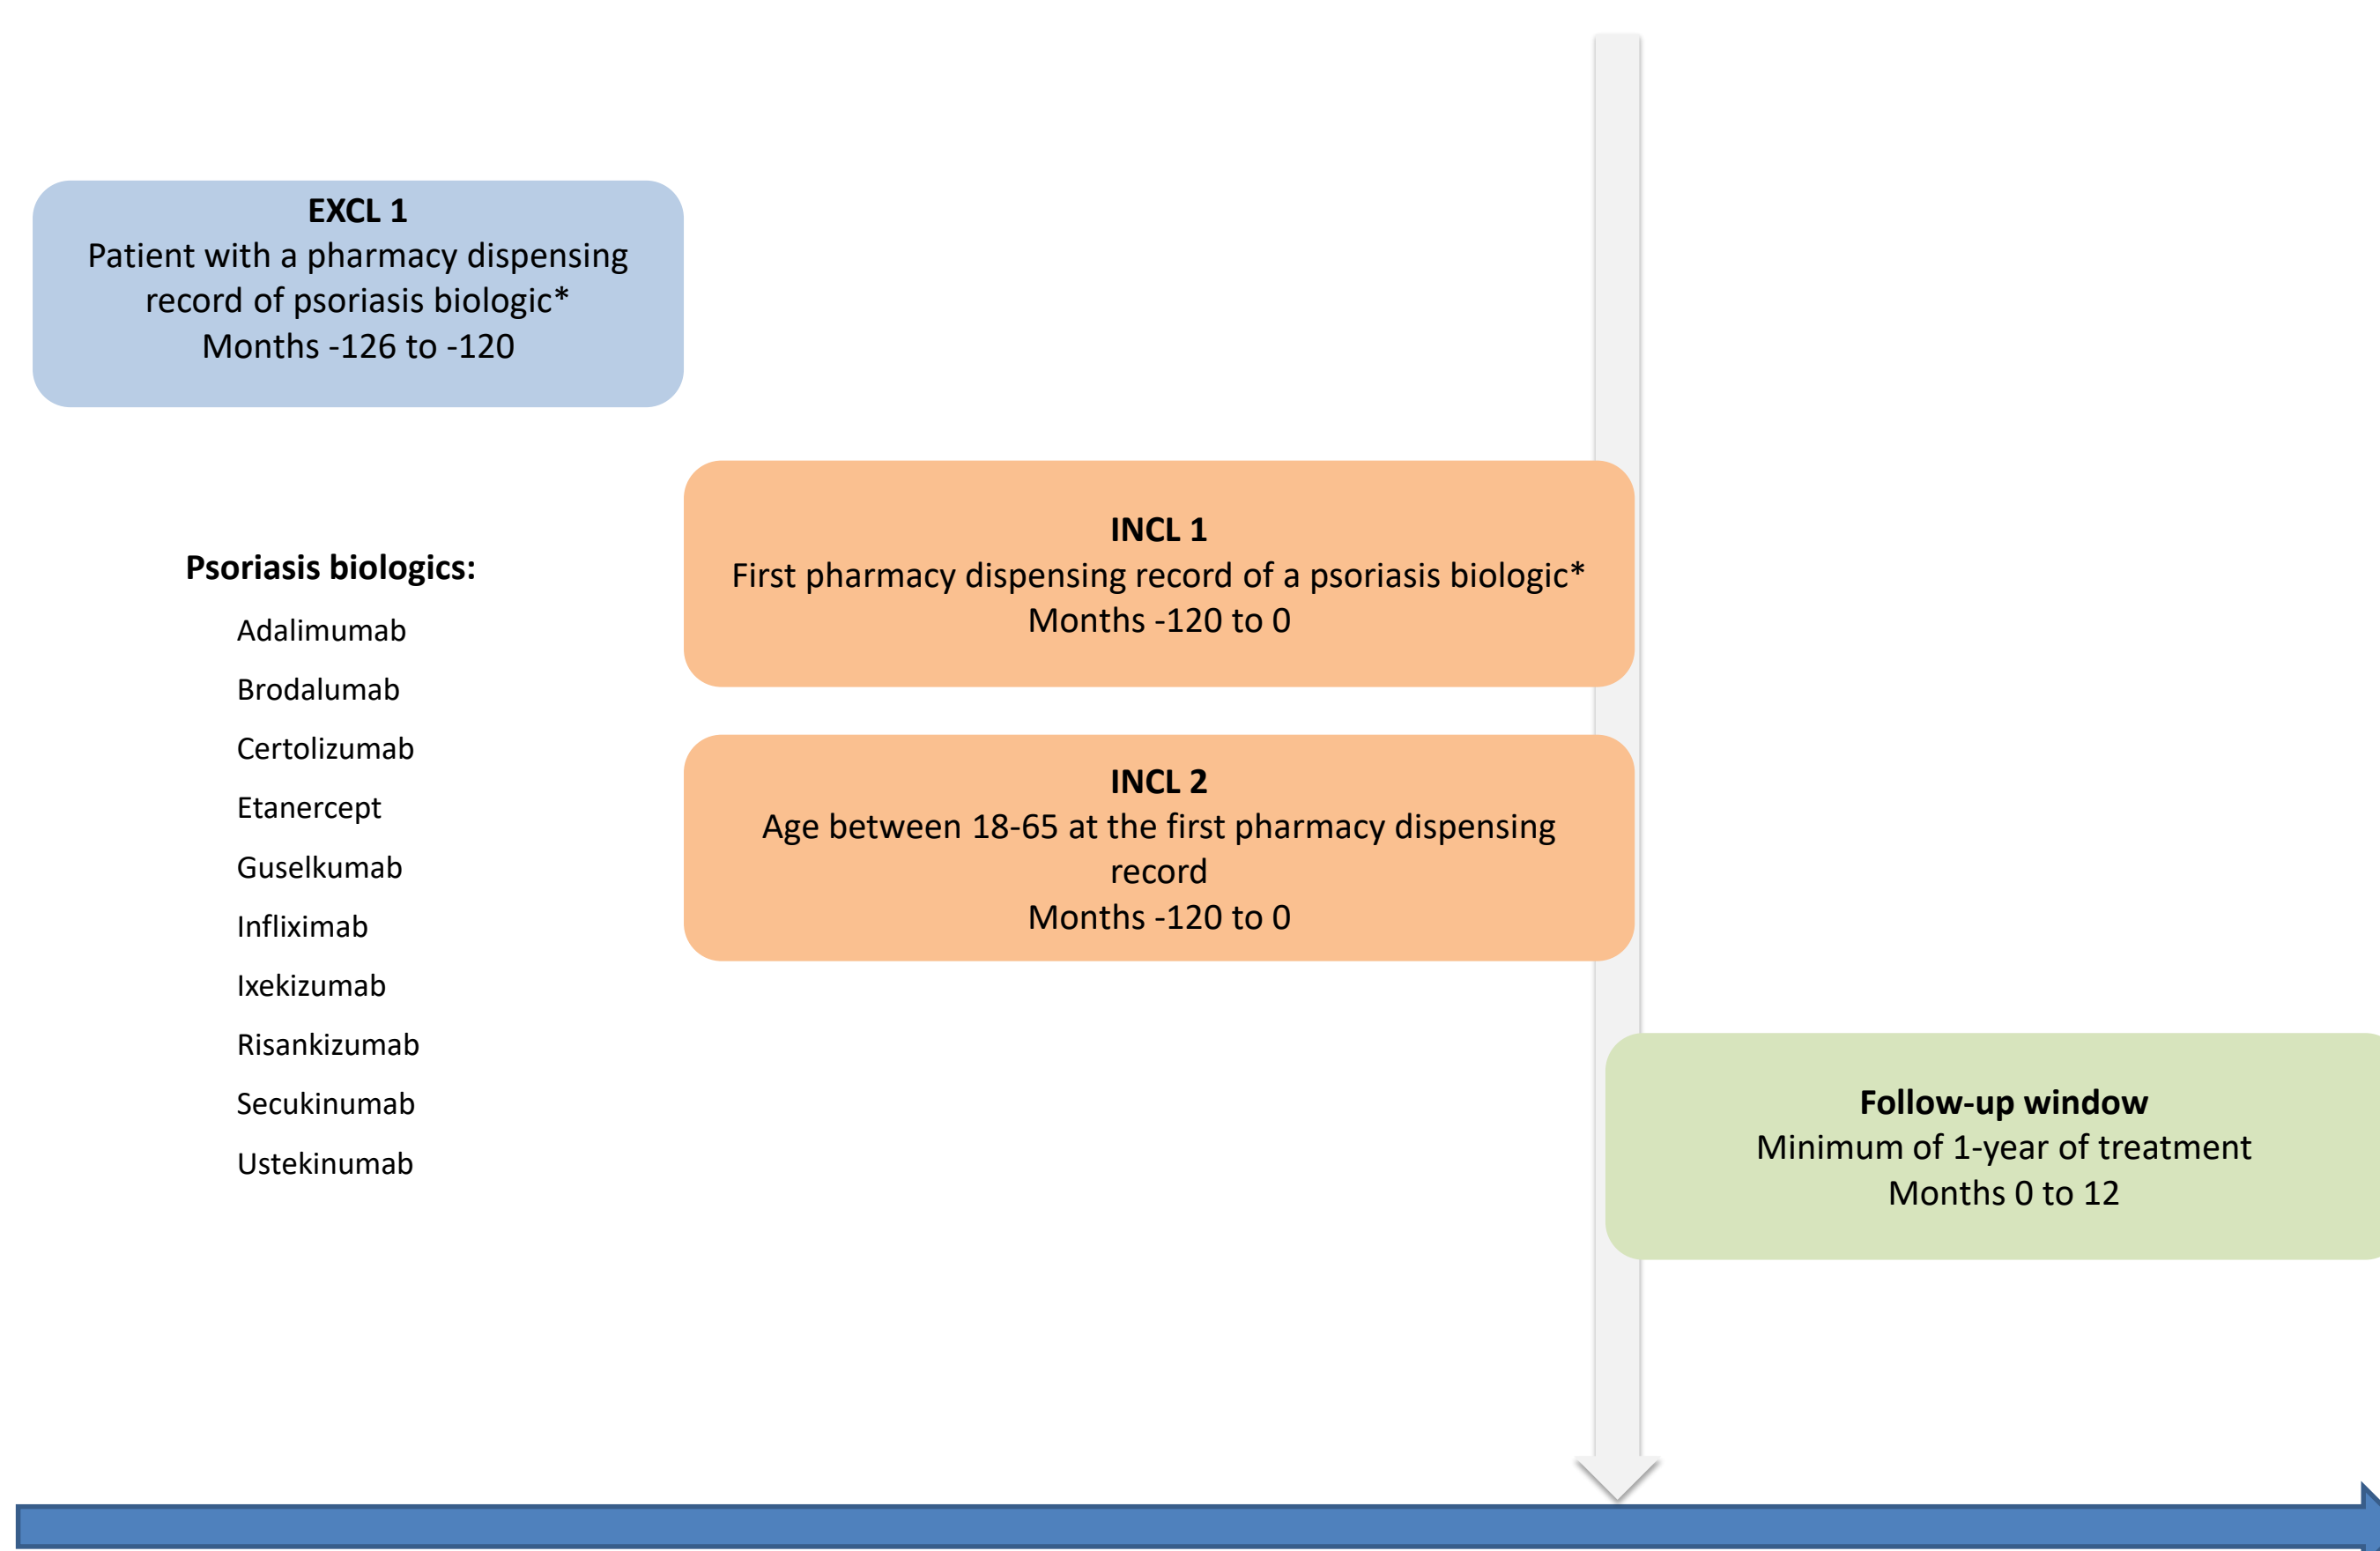 EXCL 1
Patient with a pharmacy dispensing
record of psoriasis biologic*
Months -126 to -120
INCL 1
First pharmacy dispensing record of a psoriasis biologic*
Months -120 to 0
Psoriasis biologics:
Adalimumab
Brodalumab
Certolizumab
Etanercept
Guselkumab
Infliximab
Ixekizumab
Risankizumab
Secukinumab
Ustekinumab
INCL 2
Age between 18-65 at the first pharmacy dispensing
record
Months -120 to 0
Follow-up window
Minimum of 1-year of treatment
Months 0 to 12